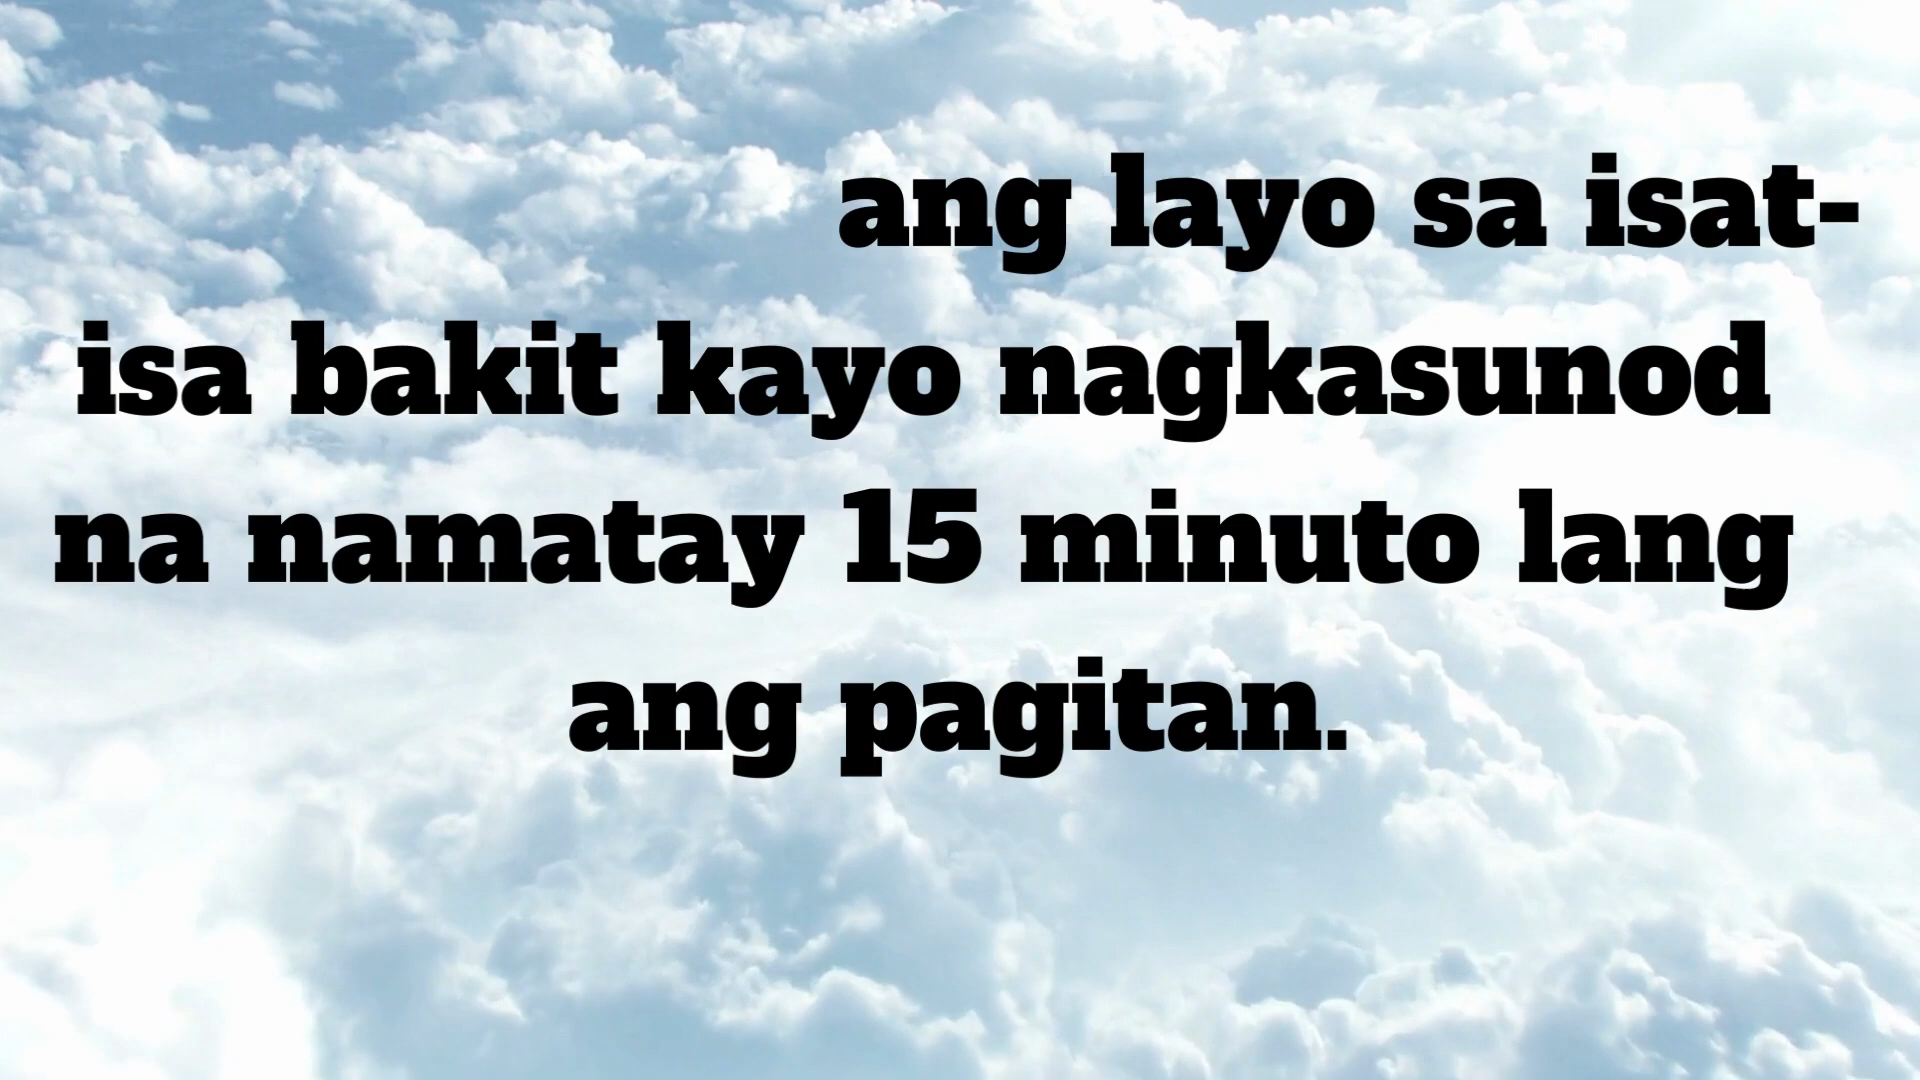 ang layo sa isat-
isa bakit kayo nagkasunod
na namatay 15 minuto lang
ang pagitan.